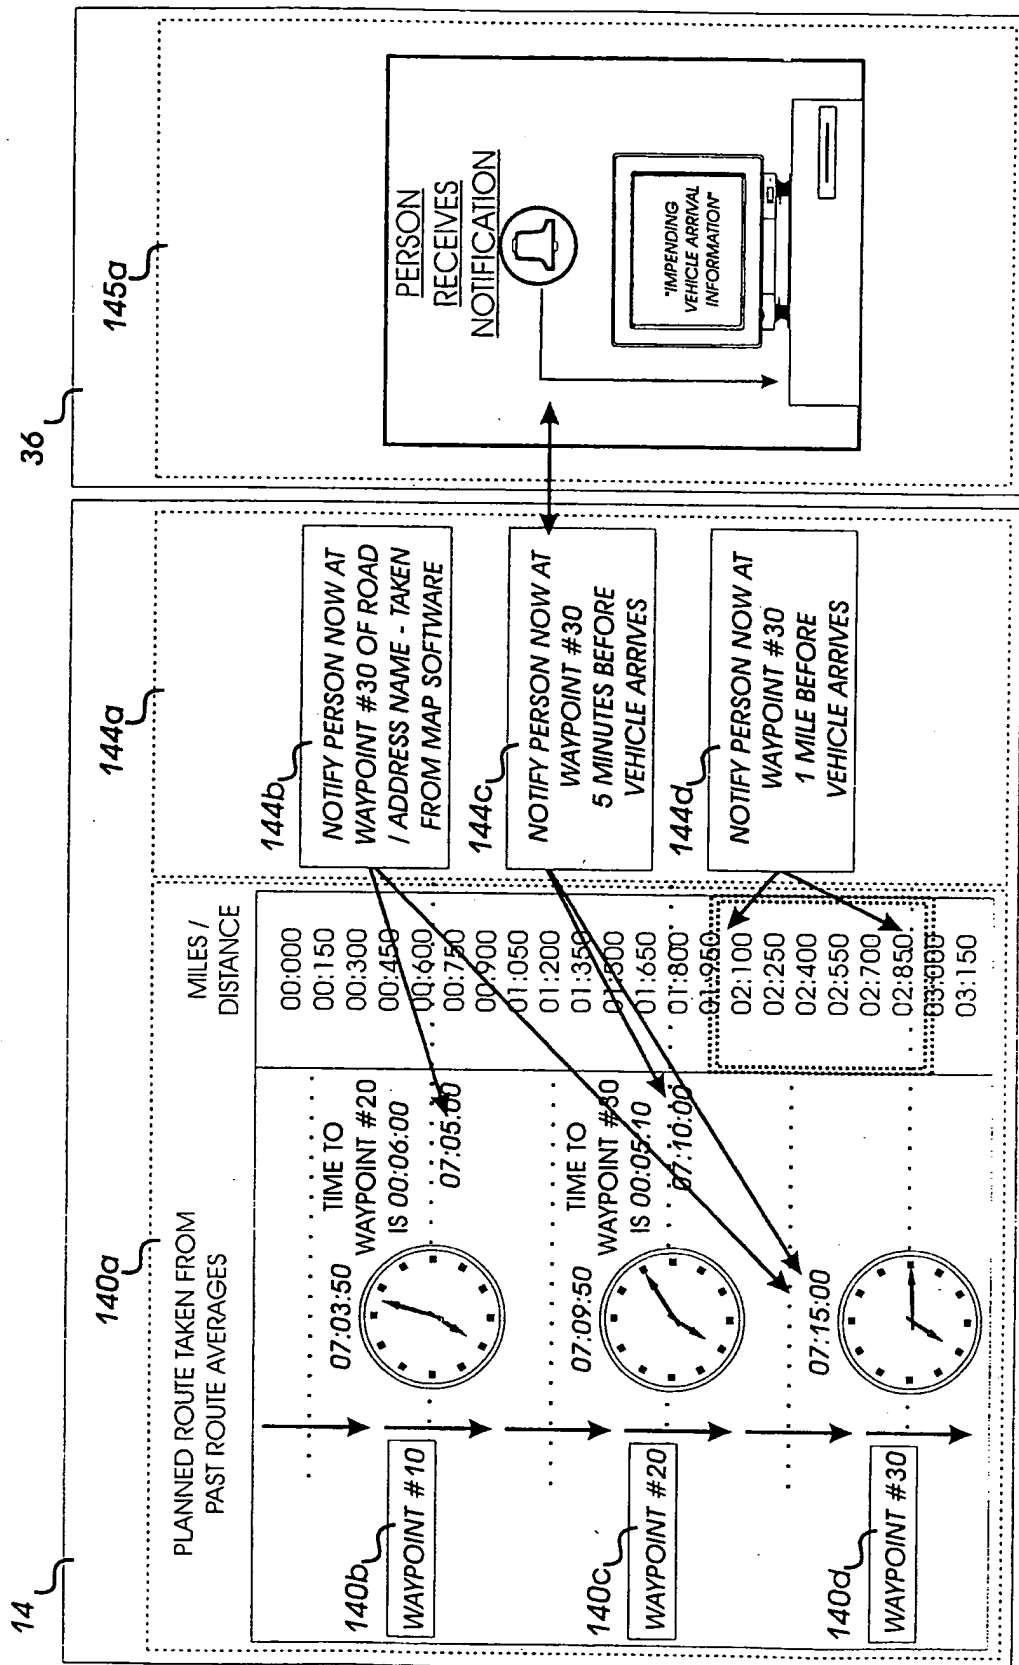 14
140a
144a
36
145a
PLANNED ROUTE TAKEN FROM
PAST ROUTE AVERAGES
MILES /
DISTANCE
140b
WAYPOINT #10
07:03:50
TIME TO
WAYPOINT #20
IS 00:06:00
07:05:00
140c
WAYPOINT #20
07:09:50
TIME TO
WAYPOINT #30
IS 00:05:10
07:10:00
140d
WAYPOINT #30
07:15:00
00:000
00:150
00:300
00:450
00:600
00:750
00:900
01:050
01:200
01:350
01:500
01:650
01:800
01:950
02:100
02:250
02:400
02:550
02:700
02:850
03:000
03:150
144b
NOTIFY PERSON NOW AT
WAYPOINT #30 OF ROAD
/ ADDRESS NAME - TAKEN
FROM MAP SOFTWARE
144c
NOTIFY PERSON NOW AT
WAYPOINT #30
5 MINUTES BEFORE
VEHICLE ARRIVES
144d
NOTIFY PERSON NOW AT
WAYPOINT #30
1 MILE BEFORE
VEHICLE ARRIVES
PERSON
RECEIVES
NOTIFICATION
"IMPENDING
VEHICLE ARRIVAL
INFORMATION"